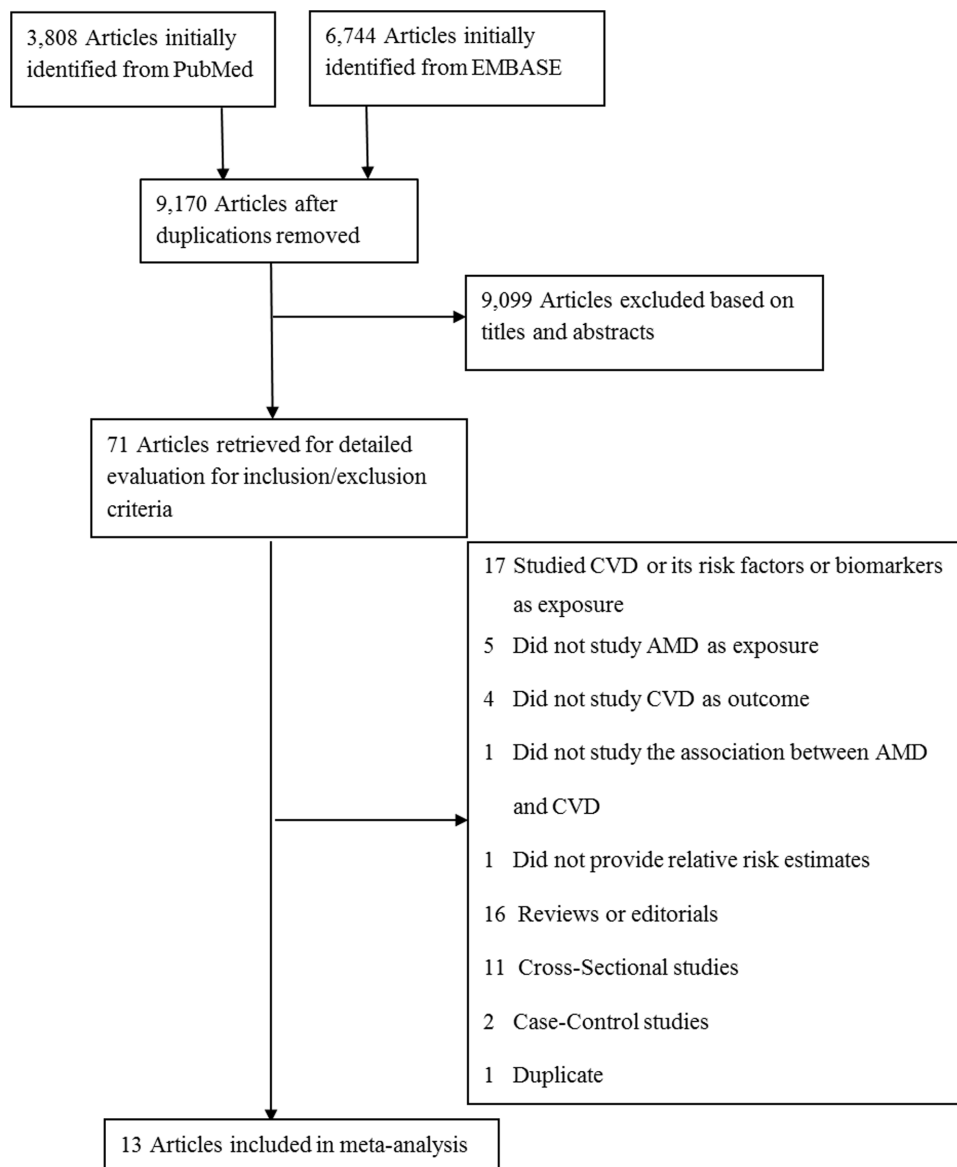 3,808 Articles initially
identified from PubMed
6,744 Articles initially
identified from EMBASE
9,170 Articles after
duplications removed
9,099 Articles excluded based on
titles and abstracts
71 Articles retrieved for detailed
evaluation for inclusion/exclusion
criteria
17 Studied CVD or its risk factors or biomarkers
as exposure
5 Did not study AMD as exposure
4 Did not study CVD as outcome
1 Did not study the association between AMD
and CVD
1 Did not provide relative risk estimates
16 Reviews or editorials
11 Cross-Sectional studies
2 Case-Control studies
1 Duplicate
13 Articles included in meta-analysis